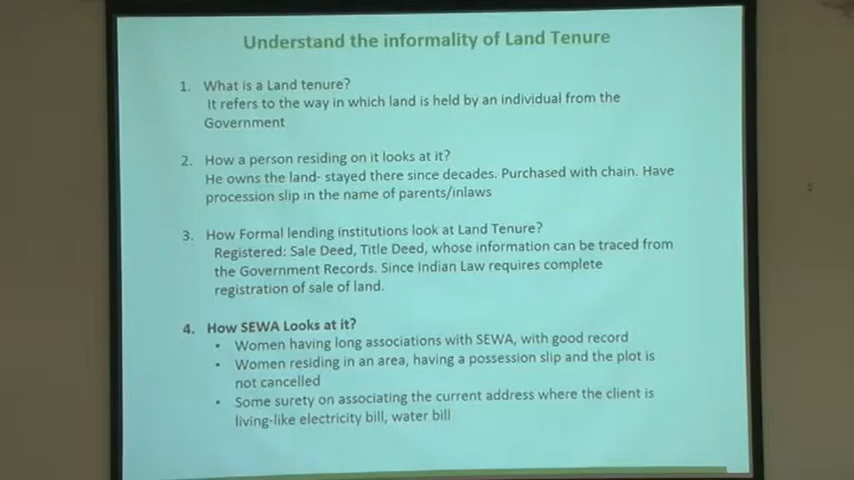 Understand the informality of Land Tenure
1. What is a Land tenure?
It refers to the way in which land is held by an individual from the
Government
2. How a person residing on it looks at it?
He owns the land- stayed there since decades. Purchased with chain. Have
procession slip in the name of parents/inlaws
3. How Formal lending institutions look at Land Tenure?
Registered: Sale Deed, Title Deed, whose information can be traced from
the Government Records. Since Indian Law requires complete
registration of sale of land.
4. How SEWA Looks at it?
• Women having long associations with SEWA, with good record
• Women residing in an area, having a possession slip and the plot is
not cancelled
• Some surety on associating the current address where the client is
living-like electricity bill, water bill